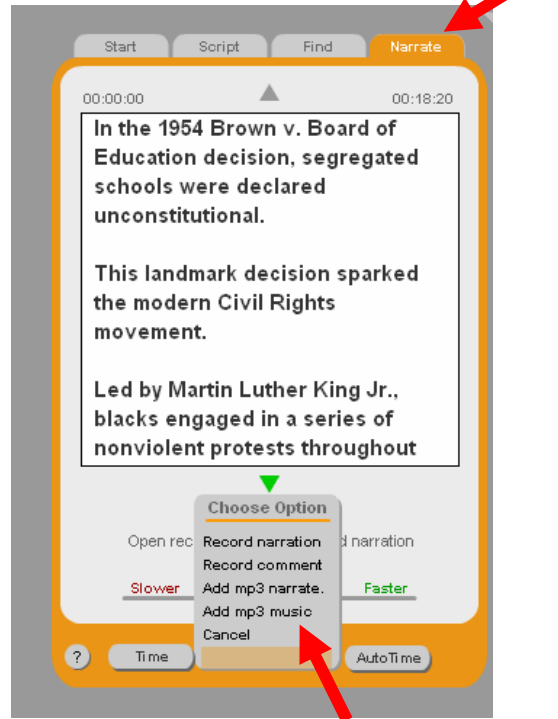 Start Script Find Narrate
00:00:00 00:18:20
In the 1954 Brown v. Board of
Education decision, segregated
schools were declared
unconstitutional.
This landmark decision sparked
the modern Civil Rights
movement.
Led by Martin Luther King Jr.,
blacks engaged in a series of
nonviolent protests throughout
Choose Option
Open narration
Record narration
Record comment
Slower Add mp3 narrate. Faster
Add mp3 music
Cancel
? Time AutoTime